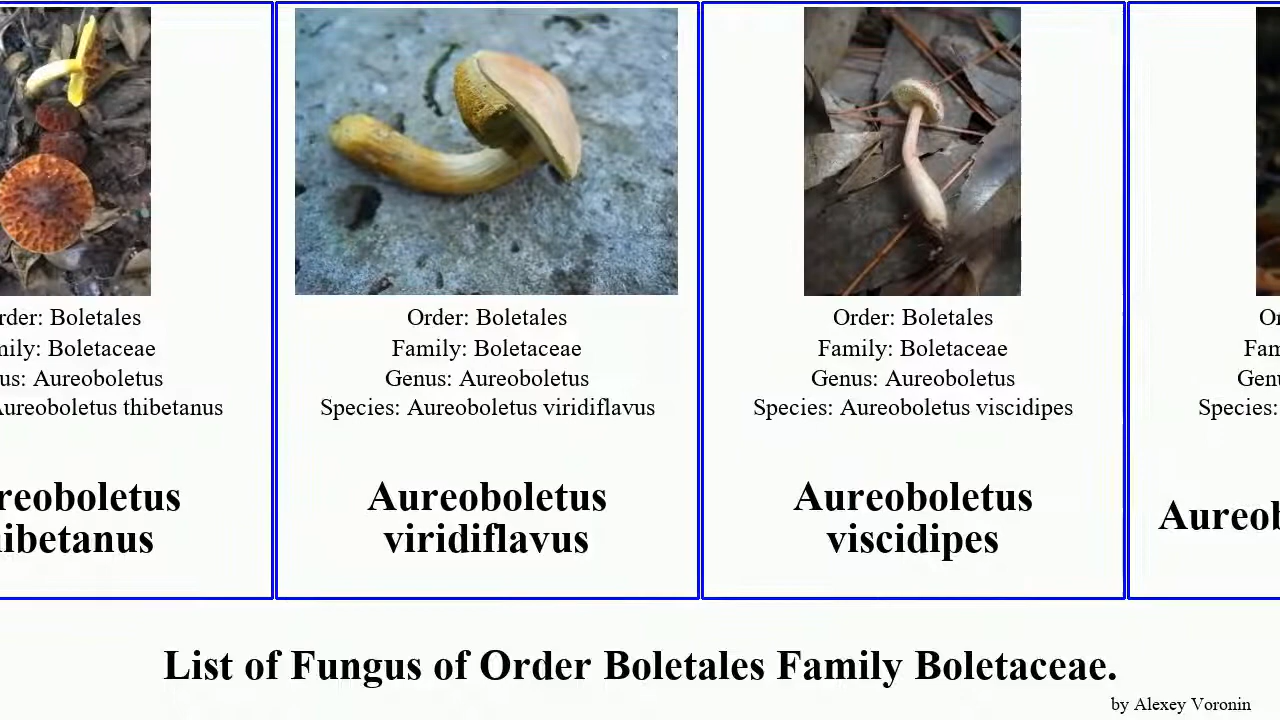 rder: Boletales
mily: Boletaceae
us: Aureoboletus
Aureoboletus thibetanus
reoboletus
ibetanus
Order: Boletales
Family: Boletaceae
Genus: Aureoboletus
Species: Aureoboletus viridiflavus
Aureoboletus
viridiflavus
Order: Boletales
Family: Boletaceae
Genus: Aureoboletus
Species: Aureoboletus viscidipes
Aureoboletus
viscidipes
Or
Fam
Genu
Species:
Aureob
List of Fungus of Order Boletales Family Boletaceae.
by Alexey Voronin